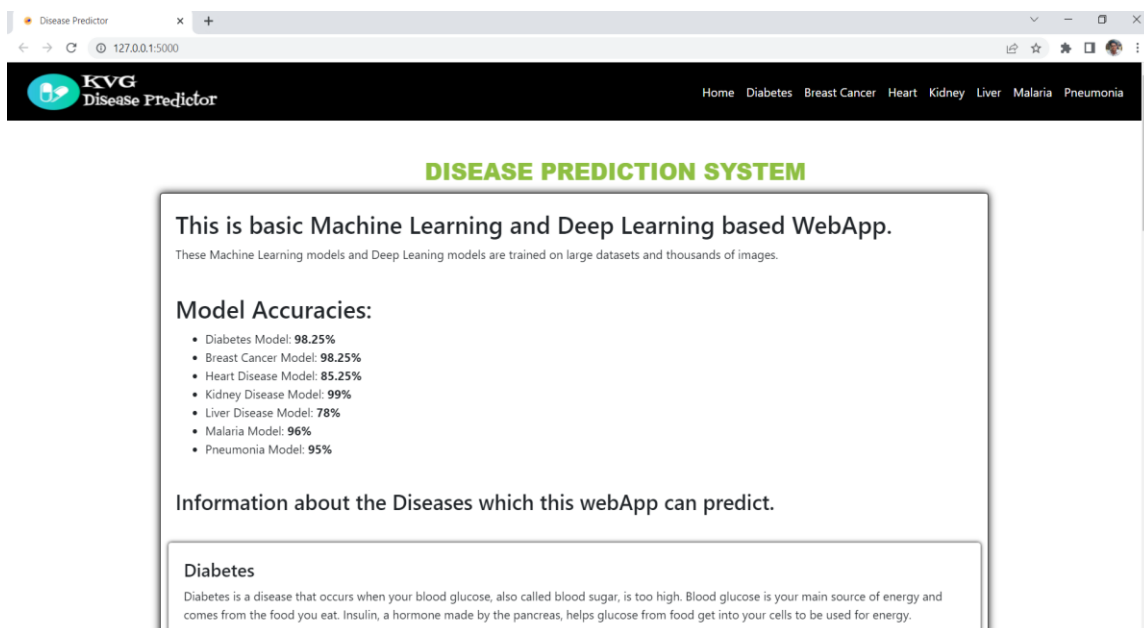 Disease Predictor
127.0.0.1:5000
KVG
Disease Predictor
Home Diabetes Breast Cancer Heart Kidney Liver Malaria Pneumonia
DISEASE PREDICTION SYSTEM
This is basic Machine Learning and Deep Learning based WebApp.
These Machine Learning models and Deep Leaning models are trained on large datasets and thousands of images.
Model Accuracies:
• Diabetes Model: 98.25%
• Breast Cancer Model: 98.25%
• Heart Disease Model: 85.25%
• Kidney Disease Model: 99%
• Liver Disease Model: 78%
• Malaria Model: 96%
• Pneumonia Model: 95%
Information about the Diseases which this webApp can predict.
Diabetes
Diabetes is a disease that occurs when your blood glucose, also called blood sugar, is too high. Blood glucose is your main source of energy and
comes from the food you eat. Insulin, a hormone made by the pancreas, helps glucose from food get into your cells to be used for energy.